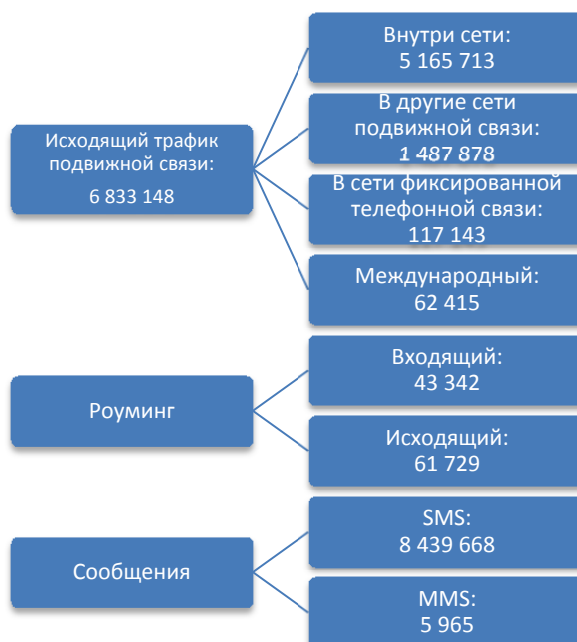 Исходящий трафик
подвижной связи:
6 833 148
Внутри сети:
5 165 713
В другие сети
подвижной связи:
1 487 878
В сети фиксированной
телефонной связи:
117 143
Международный:
62 415
Роуминг
Входящий:
43 342
Исходящий:
61 729
Сообщения
SMS:
8 439 668
MMS:
5 965